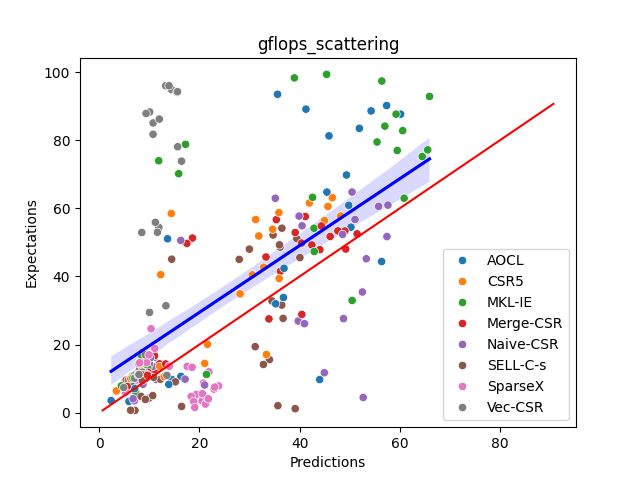 gflops_scattering
Expectations
100
80
60
40
20
0
0 20 40 60 80
Predictions
AOCL
CSR5
MKL-IE
Merge-CSR
Naive-CSR
SELL-C-s
SparseX
Vec-CSR